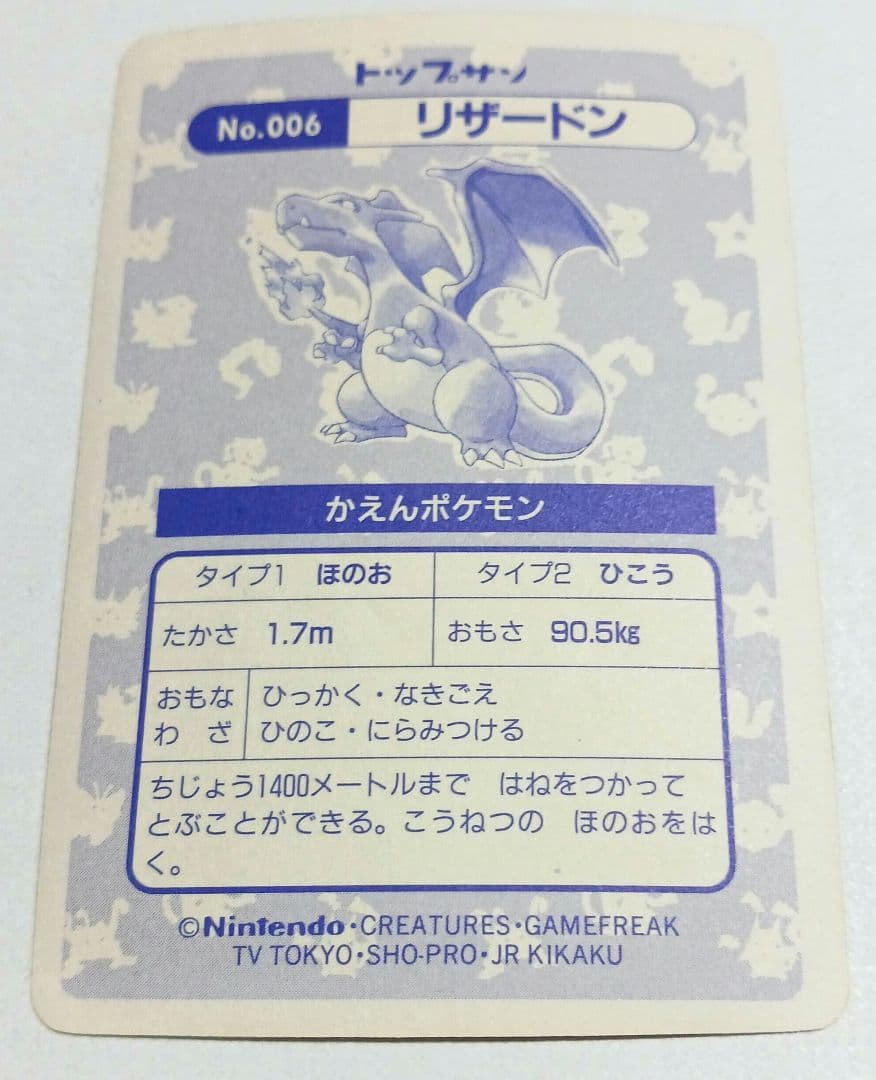 トップサン
No.006 リザードン
かえんポケモン
タイプ1 ほのお タイプ2 ひこう
たかさ 1.7m おもさ 90.5kg
おもな ひっかく・なきごえ
わ ざ ひのこ・にらみつける
ちじょう1400メートルまで はねをつかって
とぶことができる。こうねつの ほのおをは
く。
©Nintendo・CREATURES・GAMEFREAK
TV TOKYO・SHO-PRO・JR KIKAKU